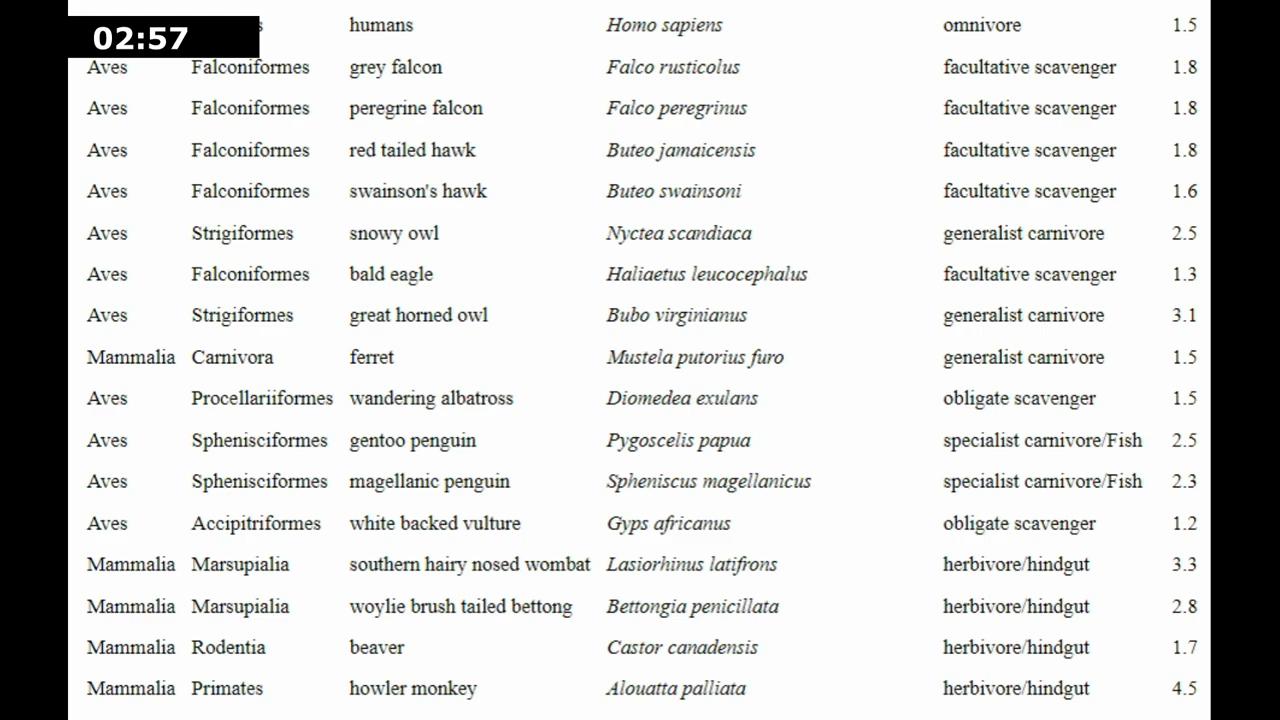 02:57
s humans Homo sapiens omnivore 1.5
Aves Falconiformes grey falcon Falco rusticolus facultative scavenger 1.8
Aves Falconiformes peregrine falcon Falco peregrinus facultative scavenger 1.8
Aves Falconiformes red tailed hawk Buteo jamaicensis facultative scavenger 1.8
Aves Falconiformes swainson's hawk Buteo swainsoni facultative scavenger 1.6
Aves Strigiformes snowy owl Nyctea scandiaca generalist carnivore 2.5
Aves Falconiformes bald eagle Haliaetus leucocephalus facultative scavenger 1.3
Aves Strigiformes great horned owl Bubo virginianus generalist carnivore 3.1
Mammalia Carnivora ferret Mustela putorius furo generalist carnivore 1.5
Aves Procellariiformes wandering albatross Diomedea exulans obligate scavenger 1.5
Aves Sphenisciformes gentoo penguin Pygoscelis papua specialist carnivore/Fish 2.5
Aves Sphenisciformes magellanic penguin Spheniscus magellanicus specialist carnivore/Fish 2.3
Aves Accipitriformes white backed vulture Gyps africanus obligate scavenger 1.2
Mammalia Marsupialia southern hairy nosed wombat Lasiorhinus latifrons herbivore/hindgut 3.3
Mammalia Marsupialia woylie brush tailed bettong Bettongia penicillata herbivore/hindgut 2.8
Mammalia Rodentia beaver Castor canadensis herbivore/hindgut 1.7
Mammalia Primates howler monkey Alouatta palliata herbivore/hindgut 4.5